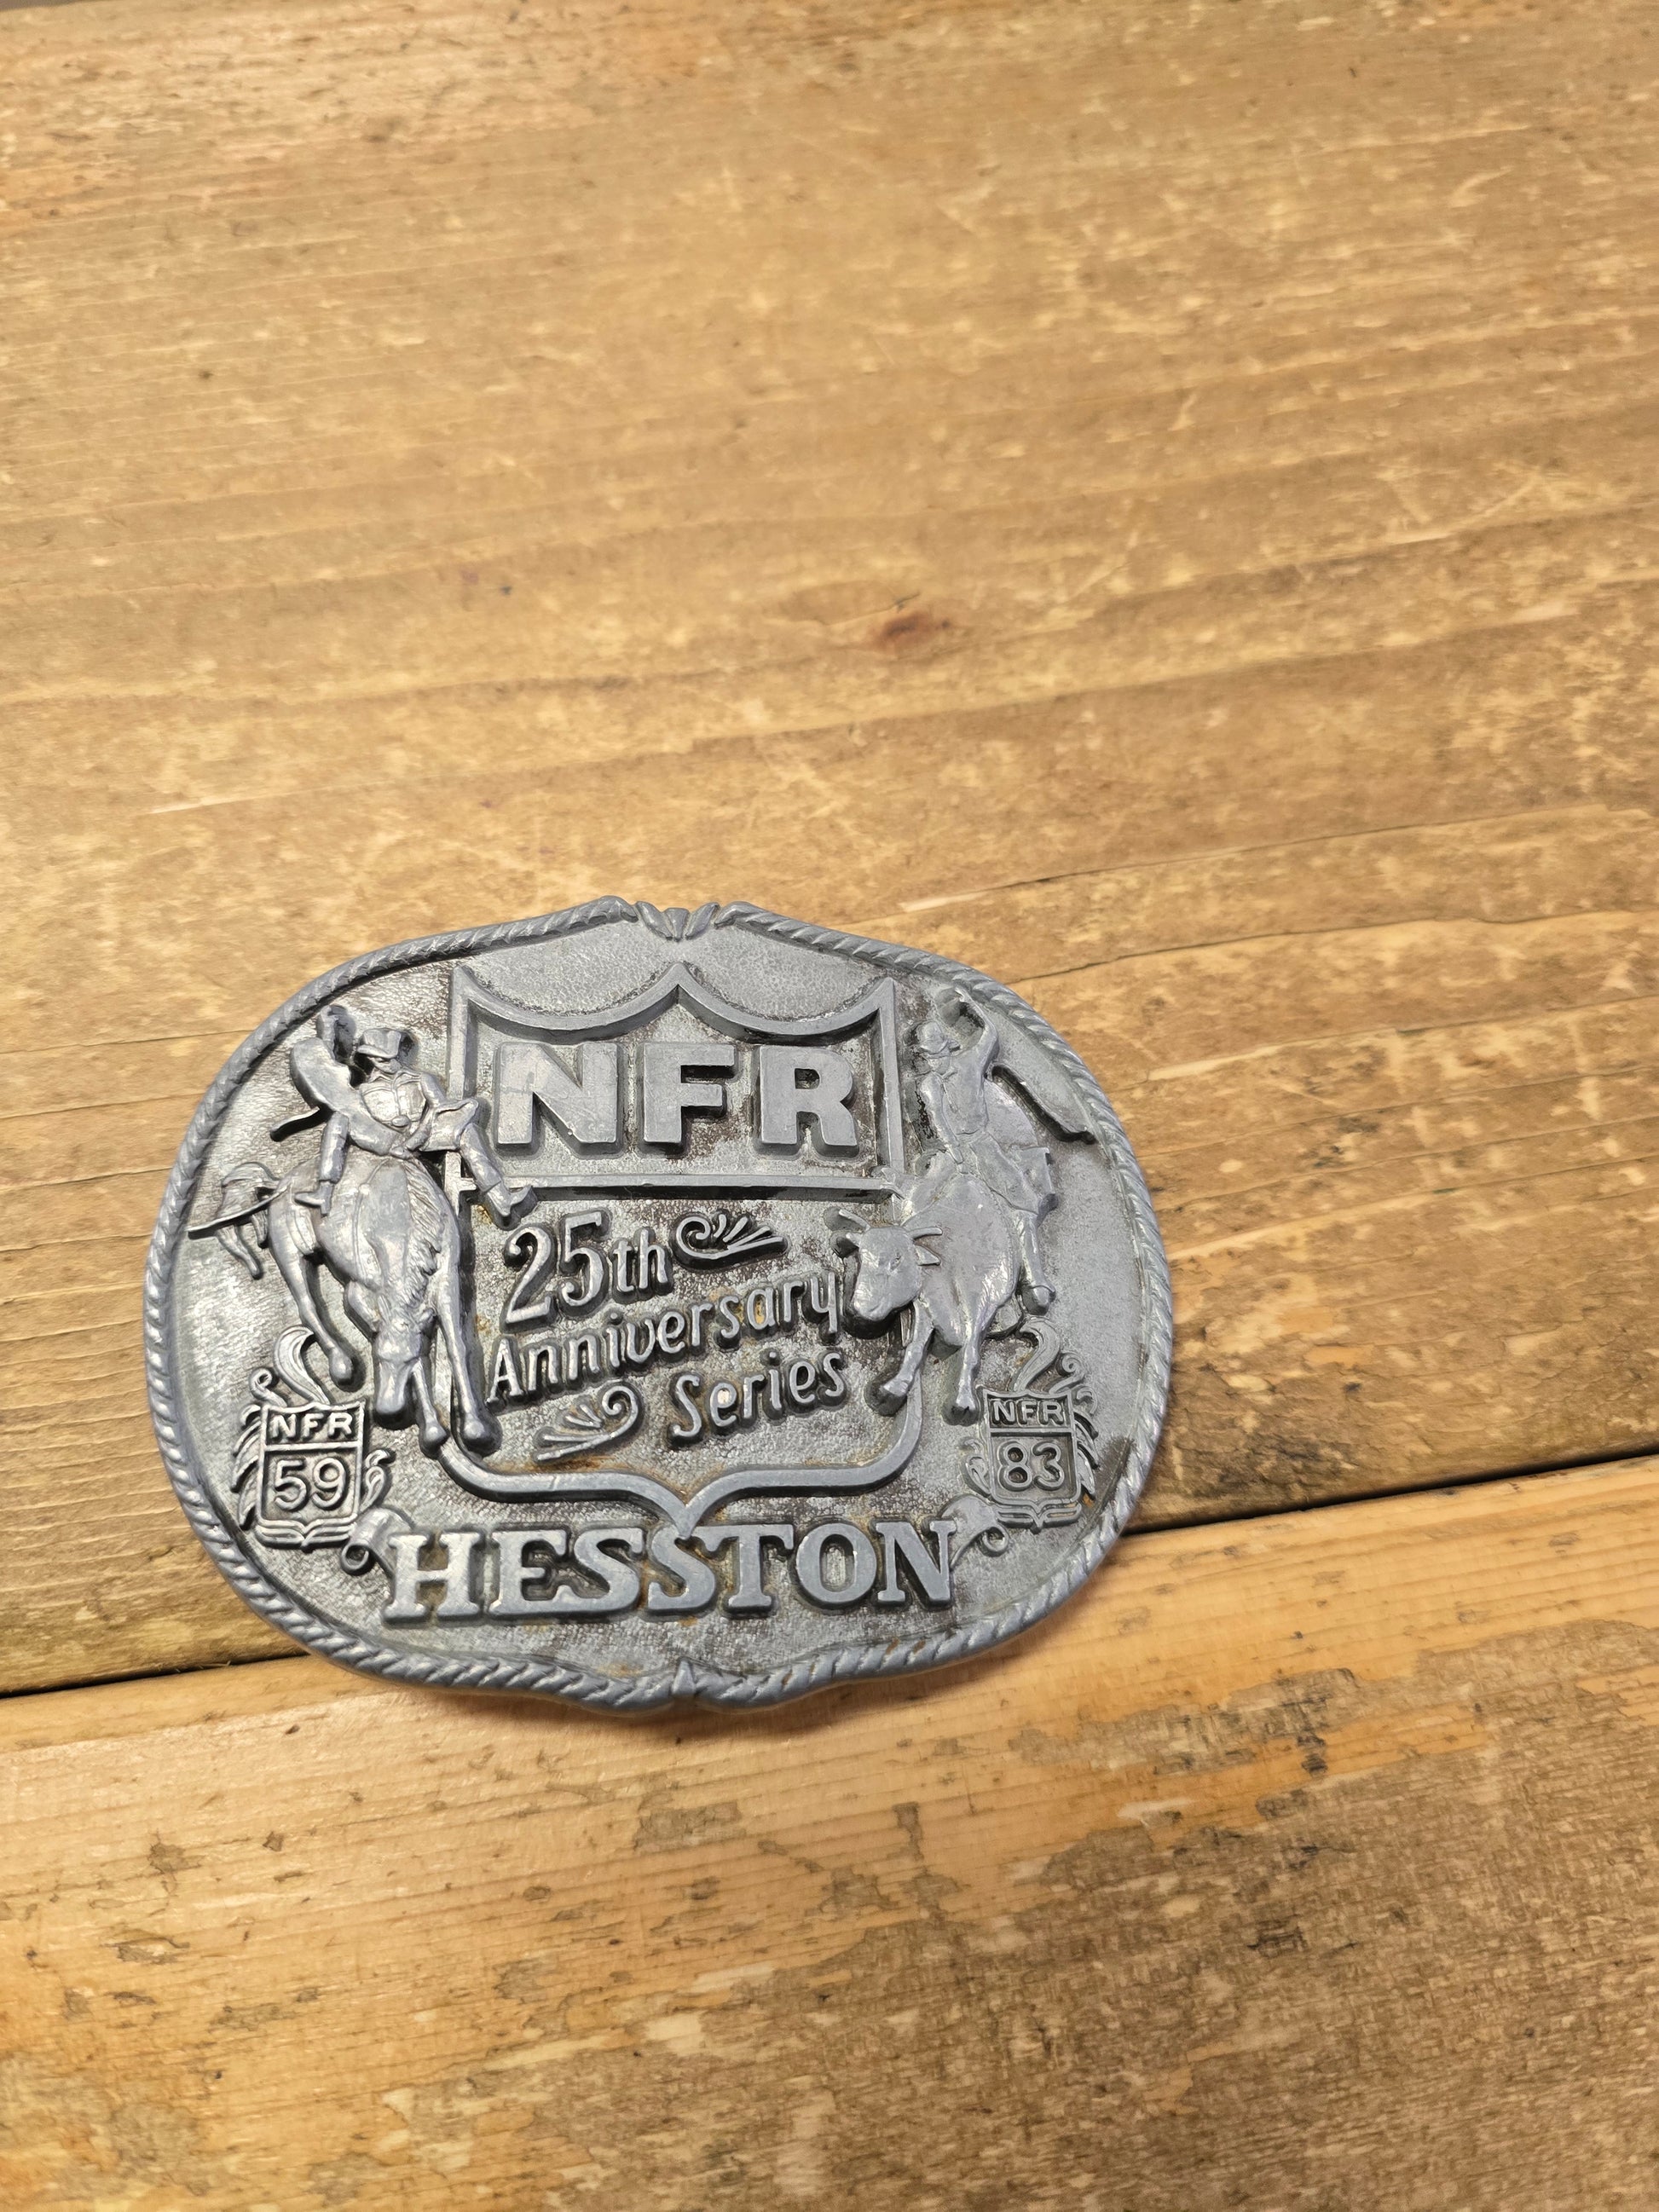 NFR
25th
Anniversary
Series
NFR
59
NFR
83
HESSTON